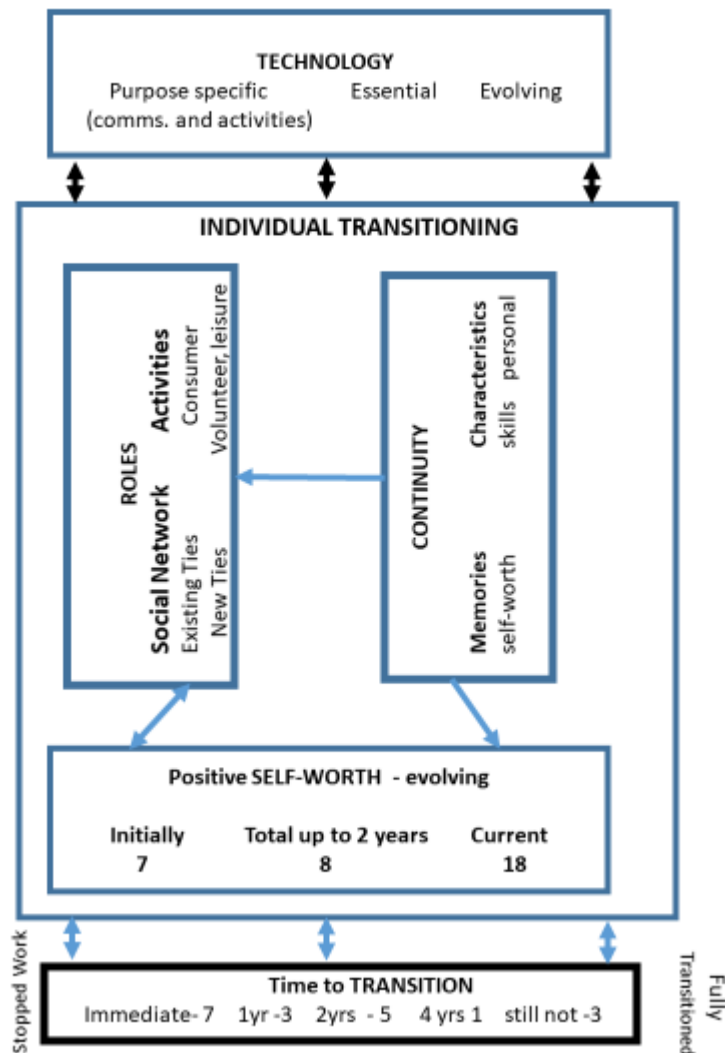 TECHNOLOGY
Purpose specific Essential Evolving
(comms. and activities)
INDIVIDUAL TRANSITIONING
ROLES
Social Network Activities
Existing Ties Consumer
New Ties Volunteer, leisure
CONTINUITY
Memories Characteristics
self-worth skills personal
Positive SELF-WORTH - evolving
Initially Total up to 2 years Current
7 8 18
Stopped Work
Time to TRANSITION
Immediate- 7 1yr -3 2yrs - 5 4 yrs 1 still not -3
Fully
Transitioned